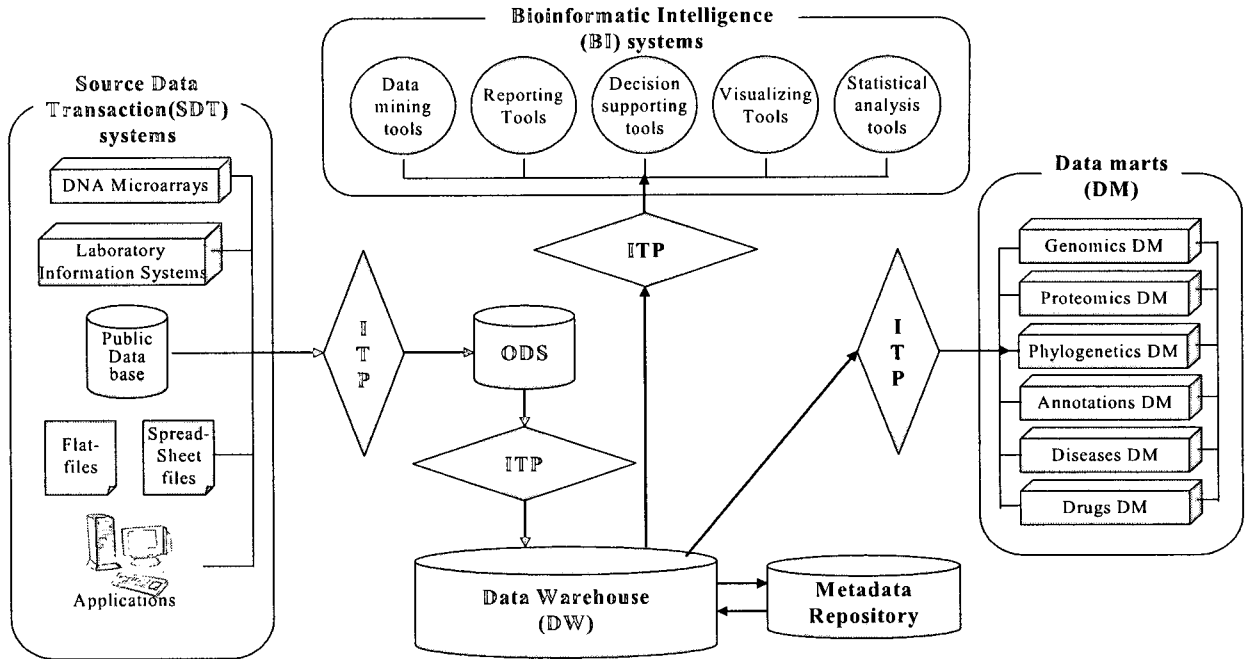 Bioinformatic Intelligence
(BI) systems
Data
mining
tools
Reporting
Tools
Decision
supporting
tools
Visualizing
Tools
Statistical
analysis
tools
Source Data
Transaction(SDT)
systems
DNA Microarrays
Laboratory
Information Systems
Public
Data
base
Flat-
files
Spread-
Sheet
files
Applications
I
T
P
ODS
ITP
ITP
I
T
P
Data Warehouse
(DW)
Metadata
Repository
Data marts
(DM)
Genomics DM
Proteomics DM
Phylogenetics DM
Annotations DM
Diseases DM
Drugs DM